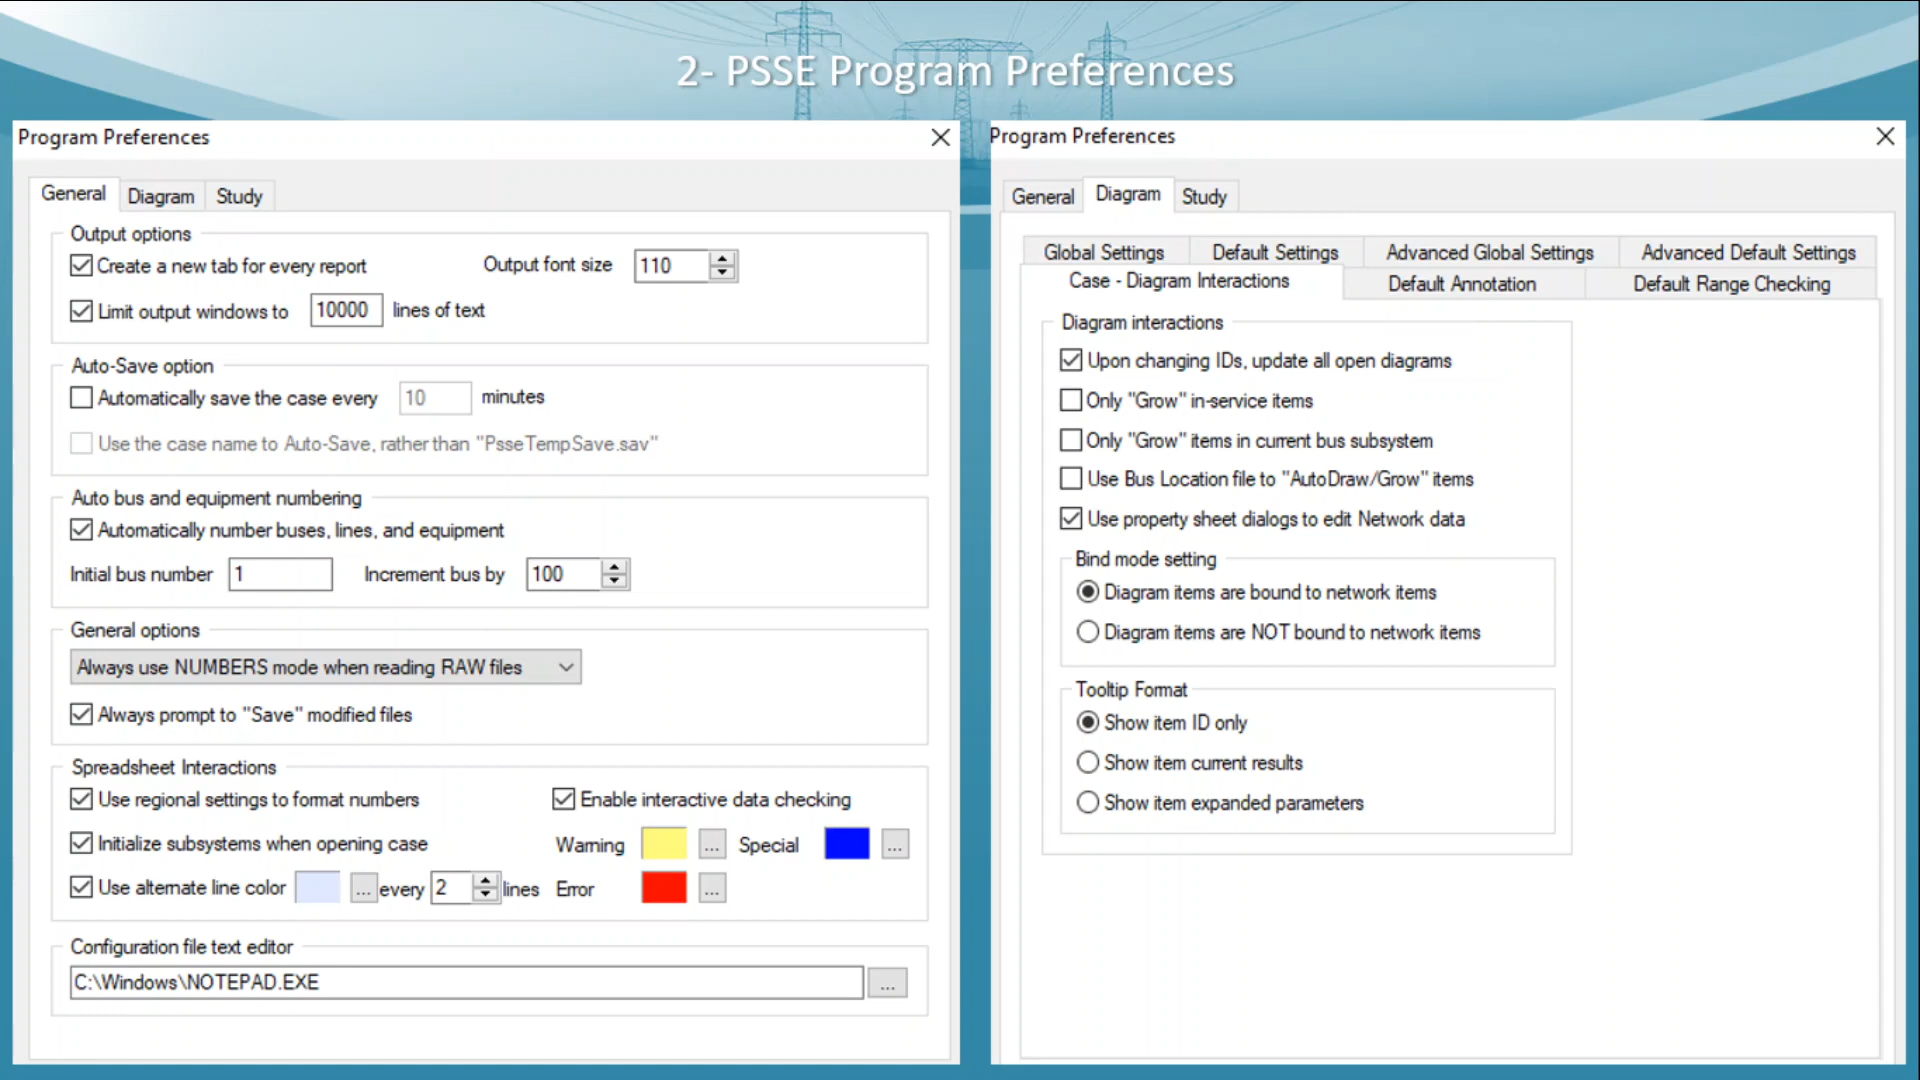 2- PSSE Program Preferences
Program Preferences
General Diagram Study
Output options
Create a new tab for every report Output font size 110
Limit output windows to 10000 lines of text
Auto-Save option
Automatically save the case every 10 minutes
Use the case name to Auto-Save, rather than "PsseTempSave.sav"
Auto bus and equipment numbering
Automatically number buses, lines, and equipment
Initial bus number 1 Increment bus by 100
General options
Always use NUMBERS mode when reading RAW files
Always prompt to "Save" modified files
Spreadsheet Interactions
Use regional settings to format numbers Enable interactive data checking
Initialize subsystems when opening case Warning ... Special ...
Use alternate line color ... every 2 lines Error ...
Configuration file text editor
C:\Windows\NOTEPAD.EXE ...
Program Preferences
General Diagram Study
Global Settings Default Settings Advanced Global Settings Advanced Default Settings
Case - Diagram Interactions Default Annotation Default Range Checking
Diagram interactions
Upon changing IDs, update all open diagrams
Only "Grow" in-service items
Only "Grow" items in current bus subsystem
Use Bus Location file to "AutoDraw/Grow" items
Use property sheet dialogs to edit Network data
Bind mode setting
Diagram items are bound to network items
Diagram items are NOT bound to network items
Tooltip Format
Show item ID only
Show item current results
Show item expanded parameters